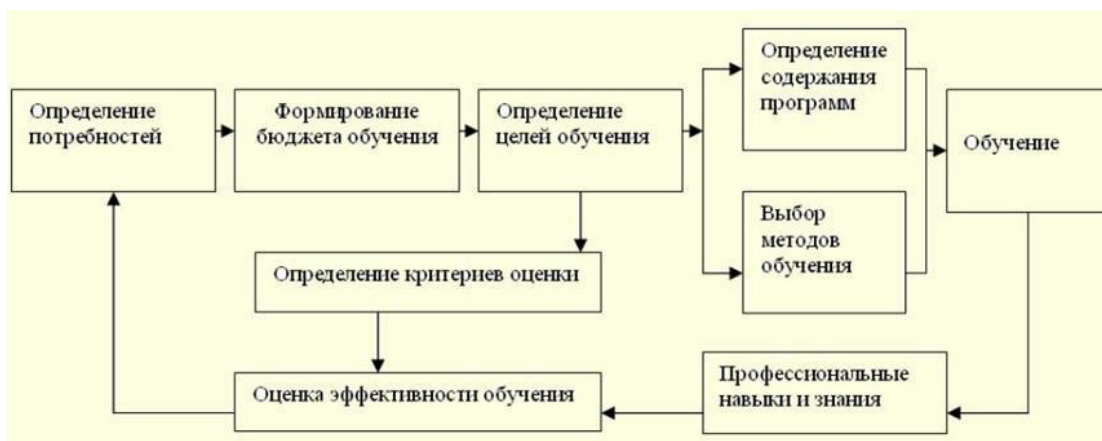 Определение
потребностей
Формирование
бюджета обучения
Определение
целей обучения
Определение
содержания
программ
Выбор
методов
обучения
Обучение
Определение критериев оценки
Оценка эффективности обучения
Профессиональные
навыки и знания